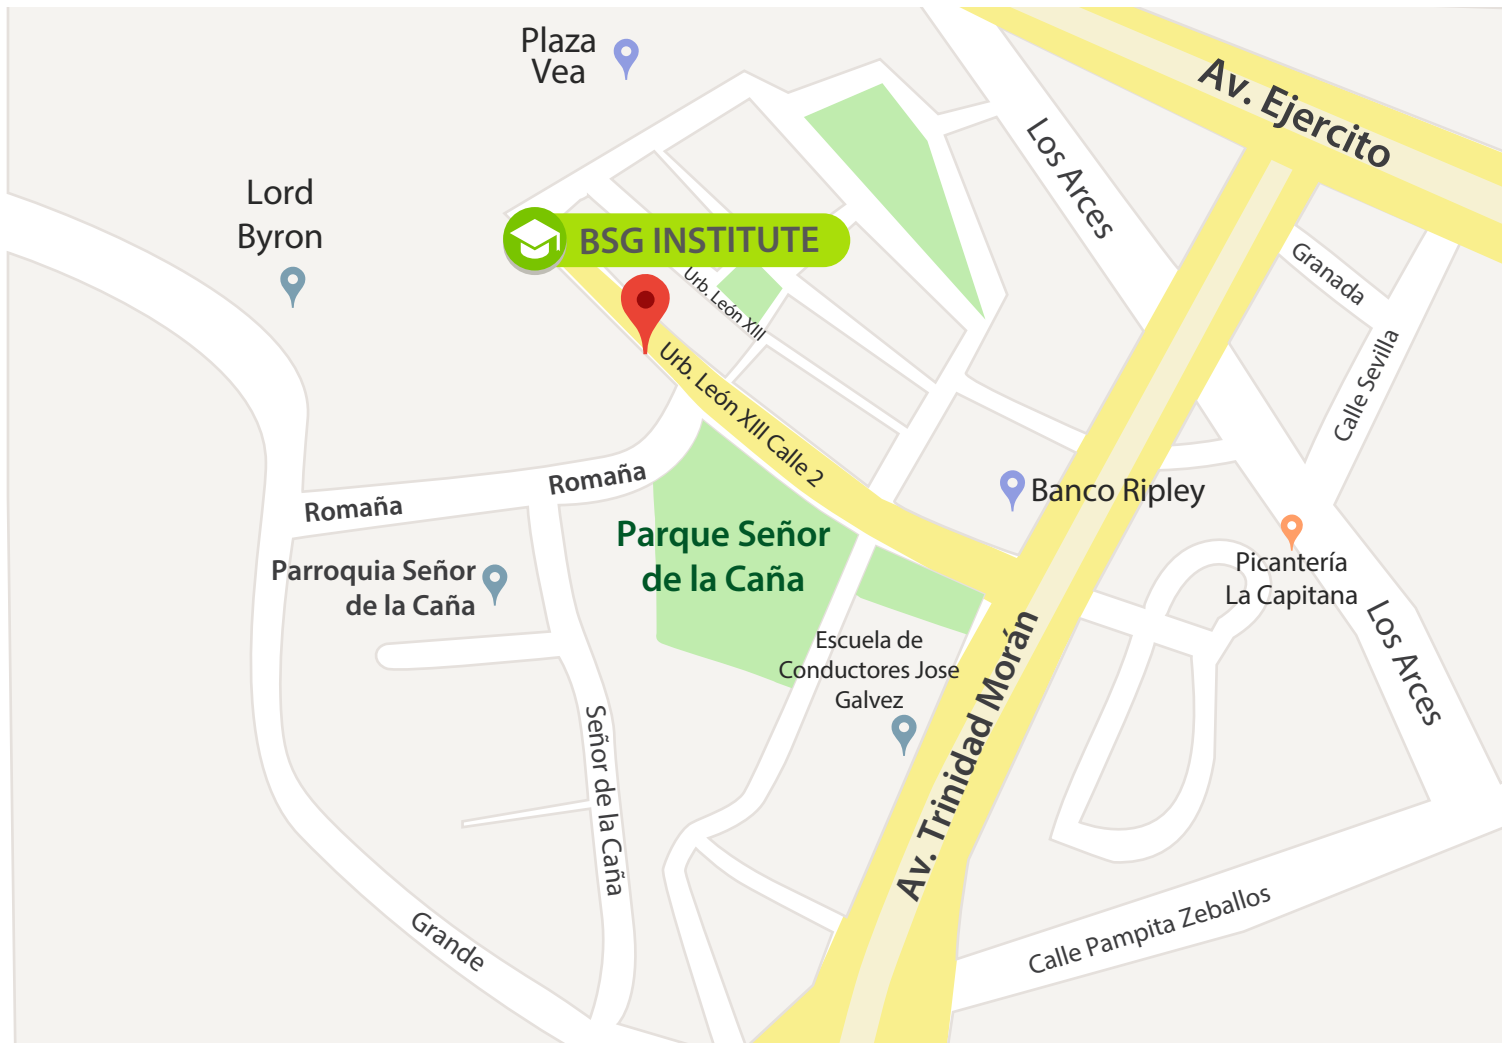 Plaza
Vea
Av. Ejercito
Los Arces
Lord
Byron
BSG INSTITUTE
Granada
Urb. León XIII
Calle Sevilla
Urb. León XIII Calle 2
Romaña
Romaña
Banco Ripley
Parque Señor
de la Caña
Parroquia Señor
de la Caña
Picantería
La Capitana
Los Arces
Escuela de
Conductores Jose
Galvez
Av. Trinidad Morán
Señor de la Caña
Grande
Calle Pampita Zeballos